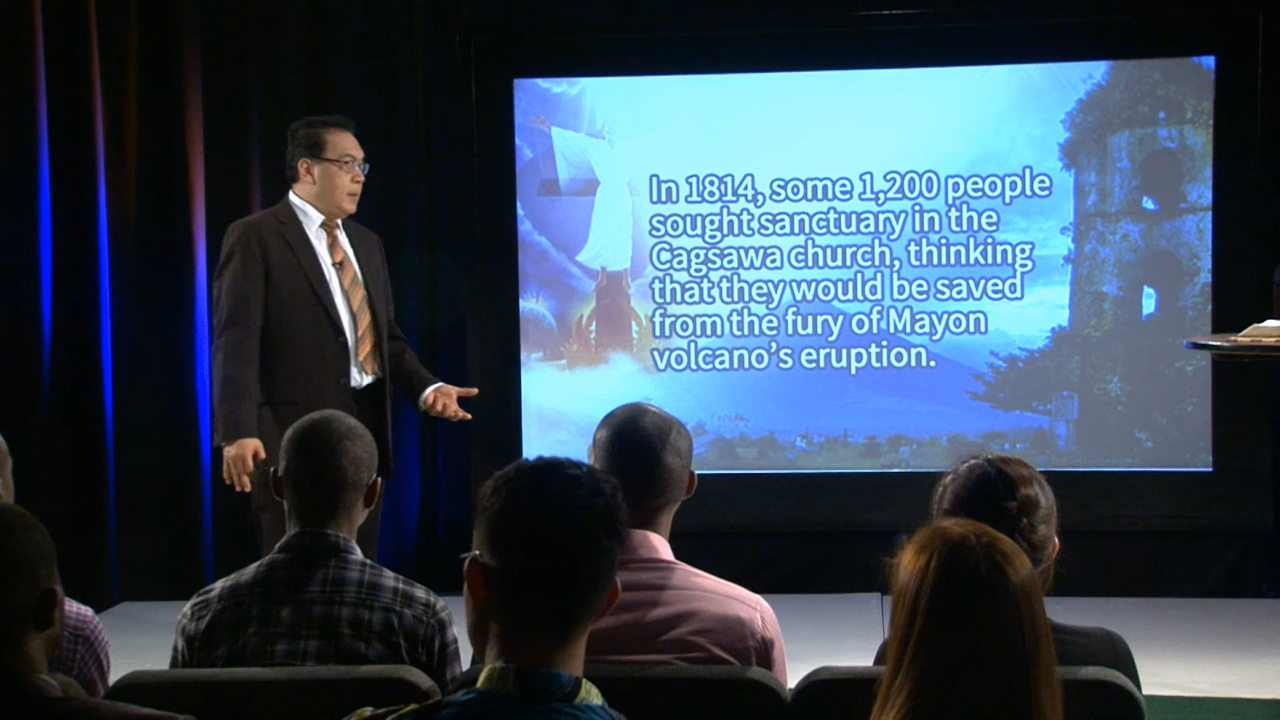 In 1814, some 1,200 people
sought sanctuary in the
Cagsawa church, thinking
that they would be saved
from the fury of Mayon
volcano's eruption.